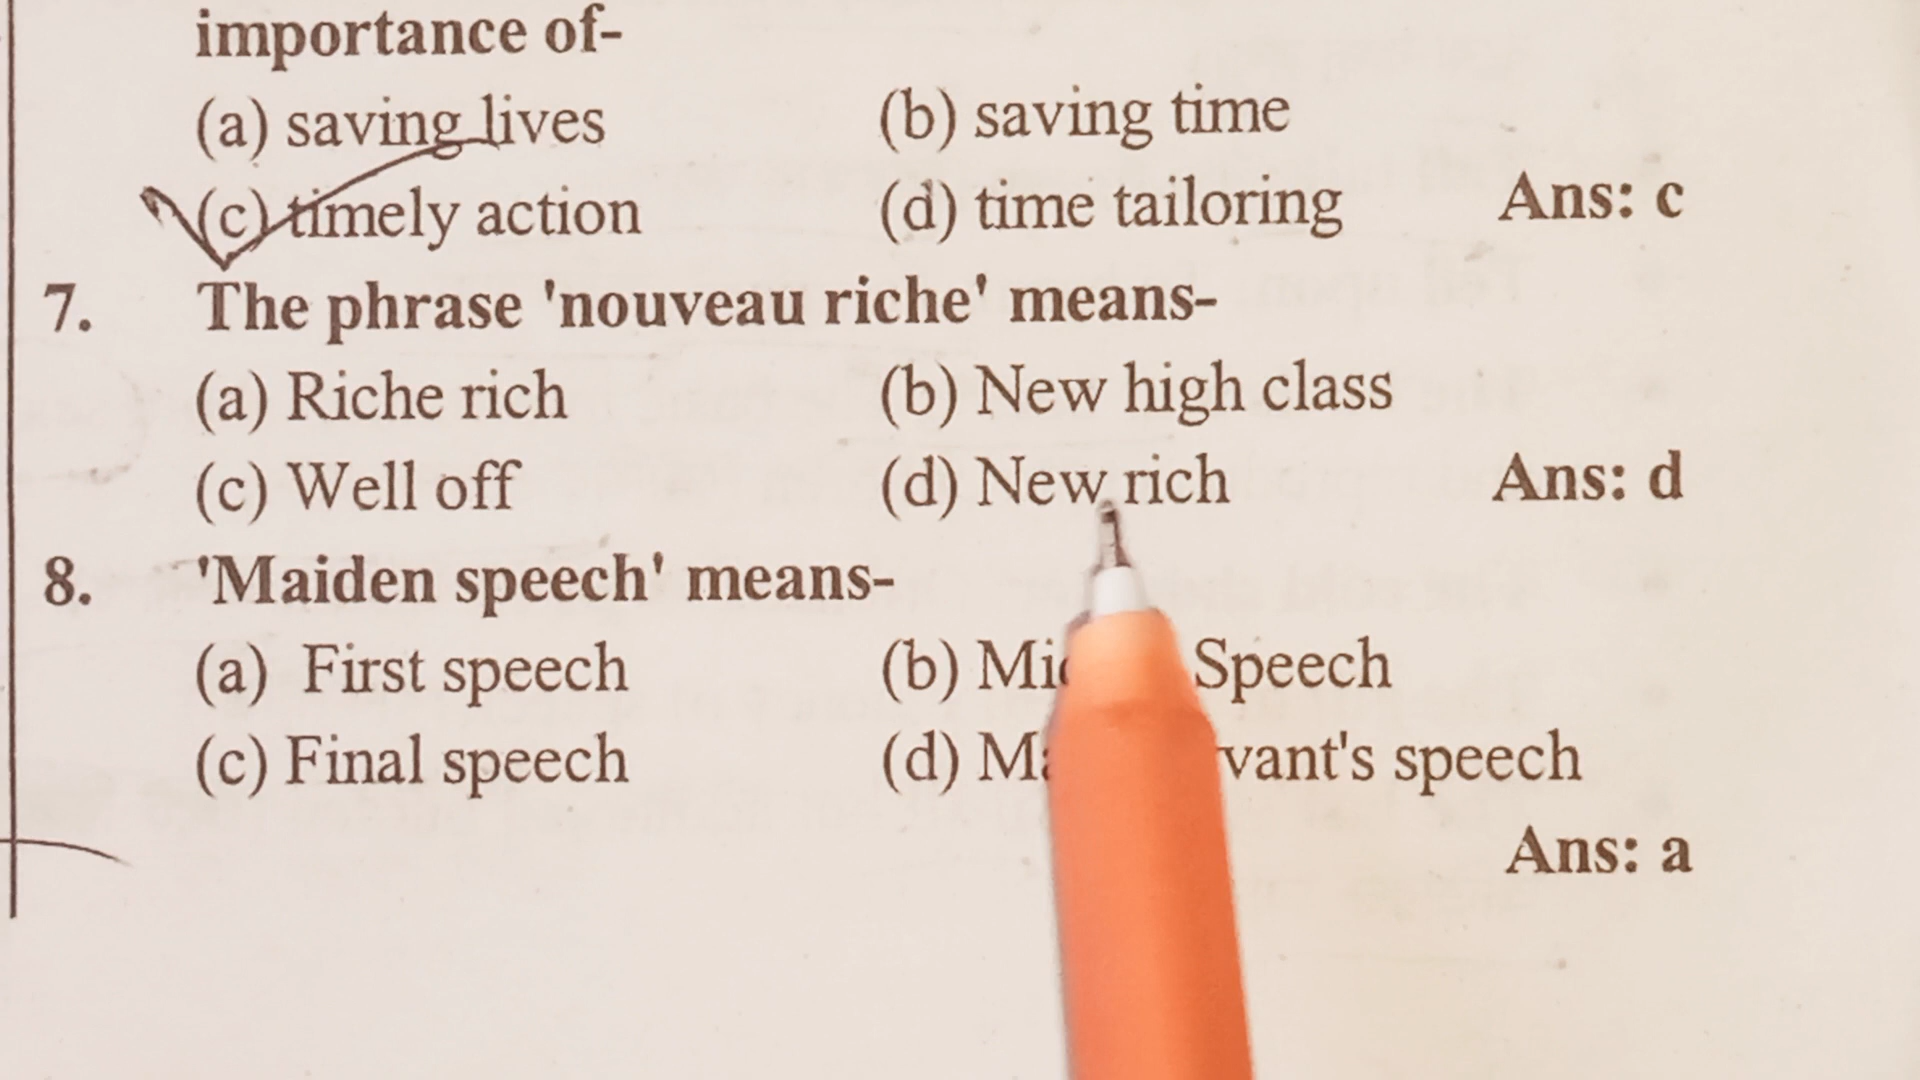 importance of-
(a) saving lives (b) saving time
(c) timely action (d) time tailoring Ans: c
7. The phrase 'nouveau riche' means-
(a) Riche rich (b) New high class
(c) Well off (d) New rich Ans: d
8. 'Maiden speech' means-
(a) First speech (b) Speech
(c) Final speech (d) speech
Ans: a